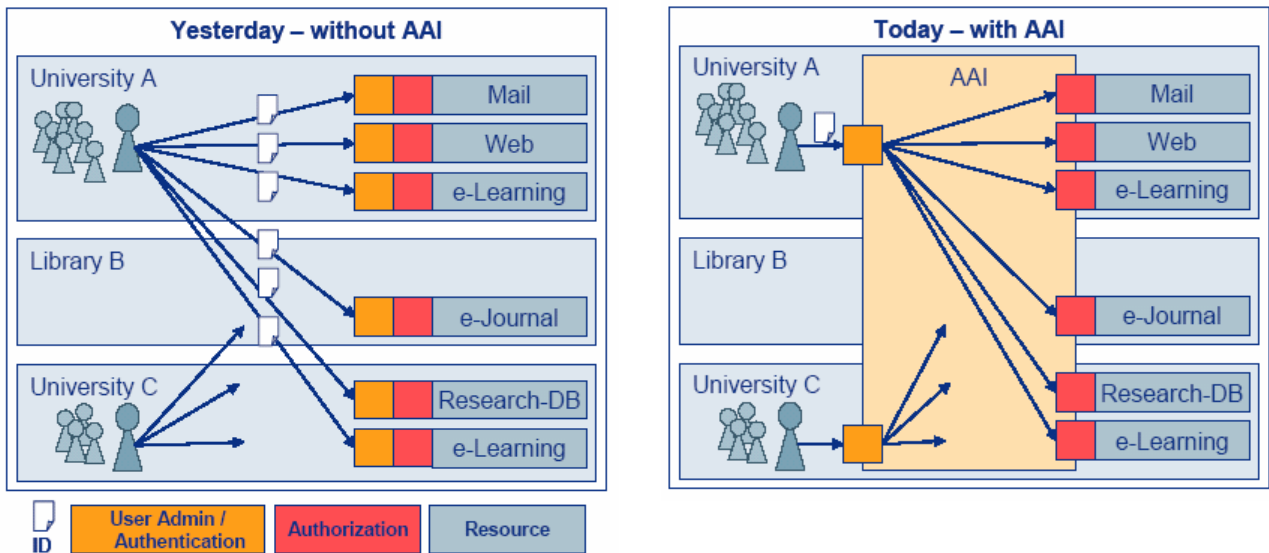 Yesterday – without AAI
University A
Mail
Web
e-Learning
Library B
e-Journal
University C
Research-DB
e-Learning
ID
User Admin /
Authentication
Authorization
Resource
Today – with AAI
University A
AAI
Mail
Web
e-Learning
Library B
e-Journal
University C
Research-DB
e-Learning